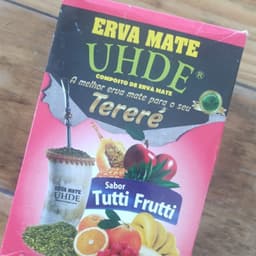 ERVA MATE
UHDE®
COMPOSTO DE ERVA MATE
A melhor erva mate para o seu
Tereré
ERVA MATE
UHDE
Sabor
Tutti Frutti